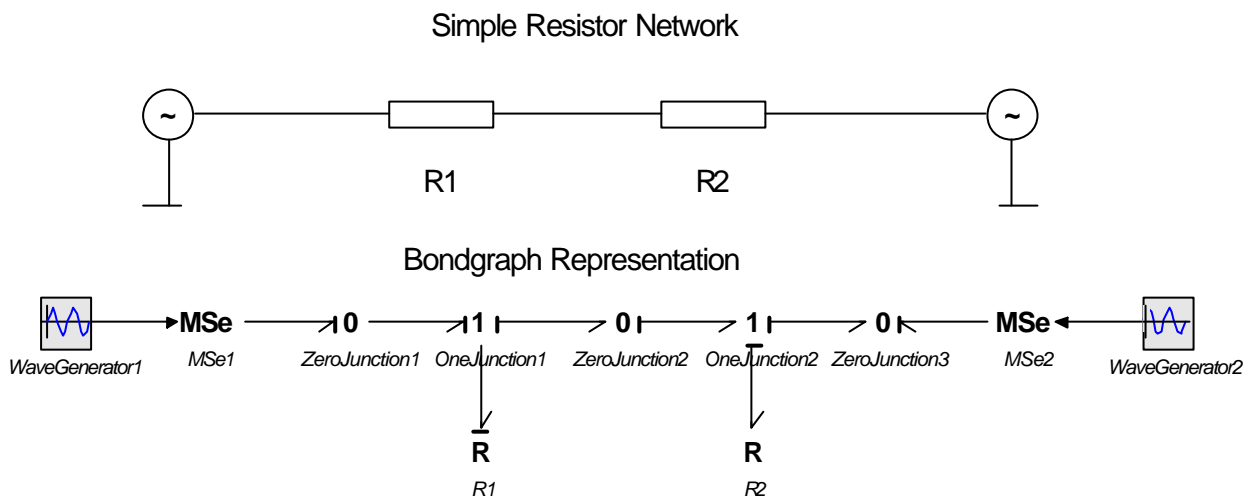 Simple Resistor Network
~ ~
R1 R2
Bondgraph Representation
MSe 0 1 0 1 0 MSe
WaveGenerator1 MSe1 ZeroJunction1 OneJunction1 ZeroJunction2 OneJunction2 ZeroJunction3 MSe2 WaveGenerator2
R R
R1 R2